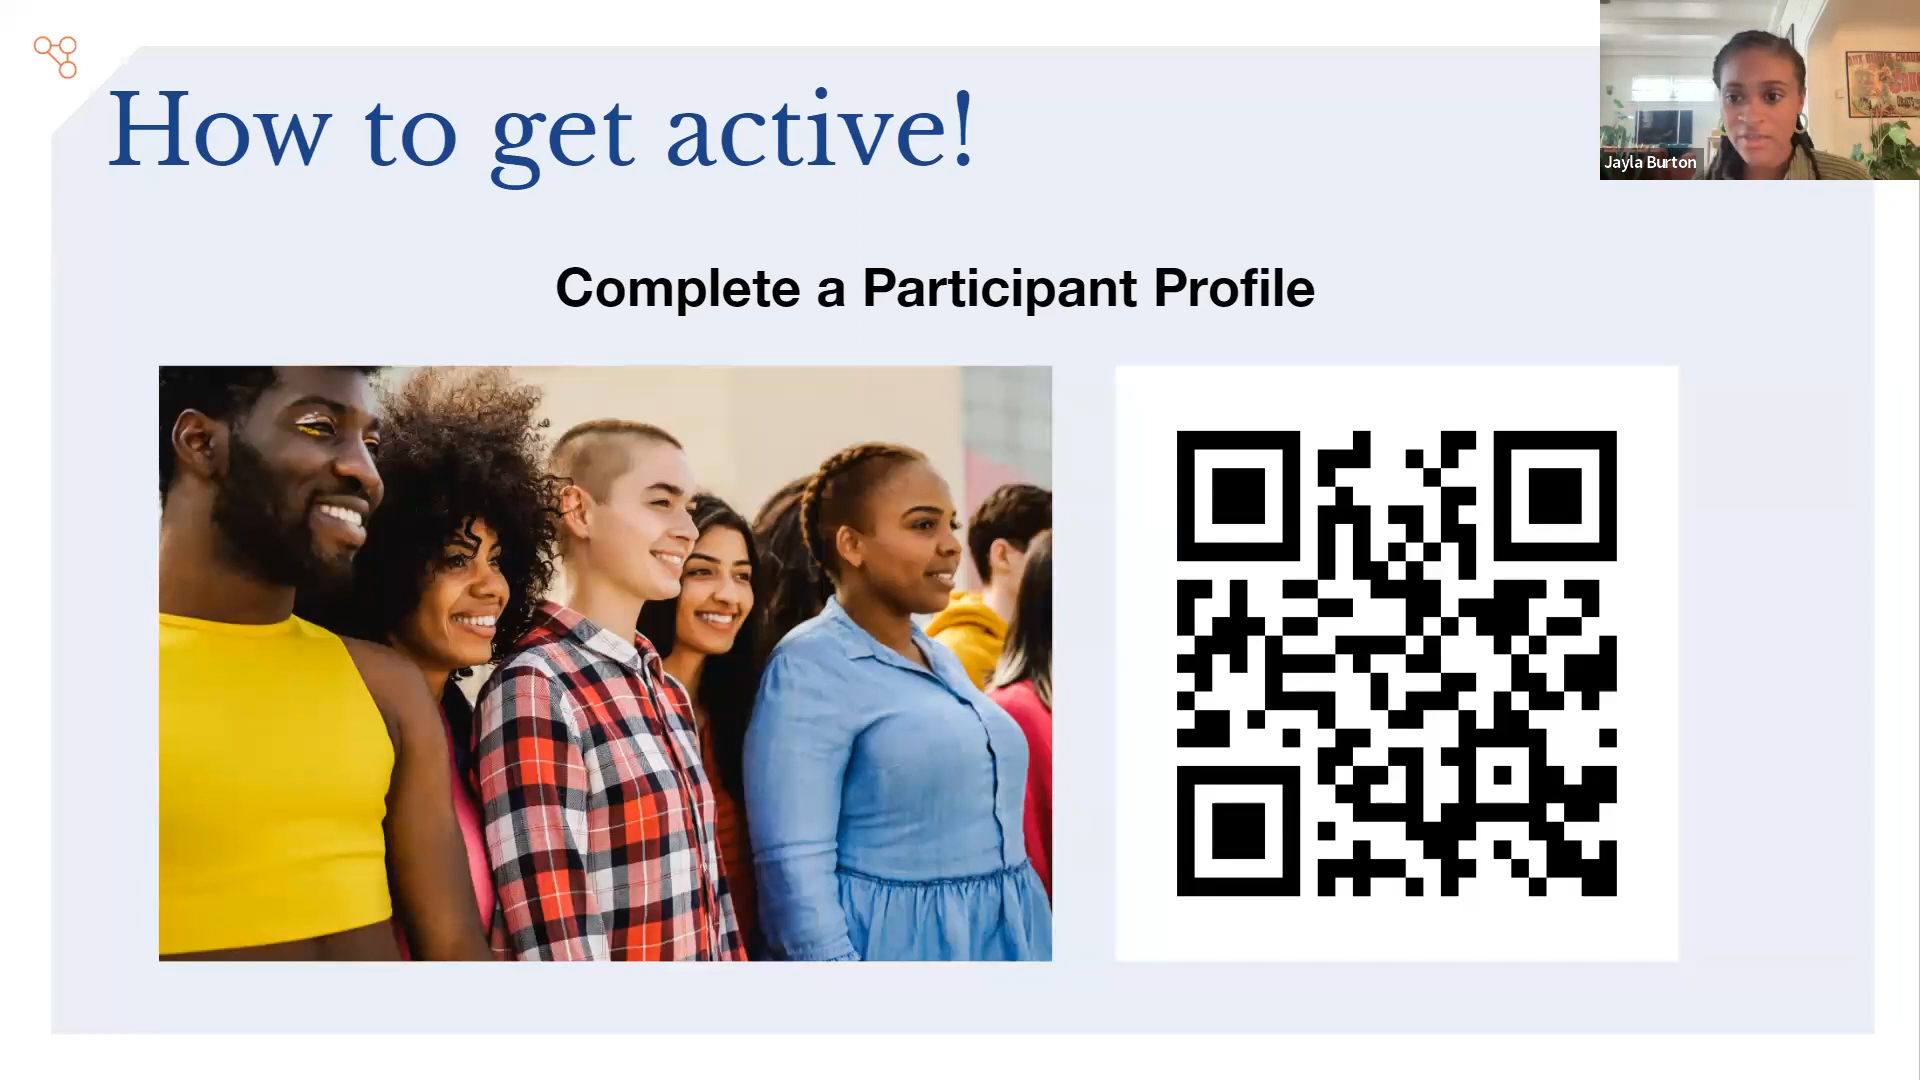 How to get active!
Jayla Burton
Complete a Participant Profile